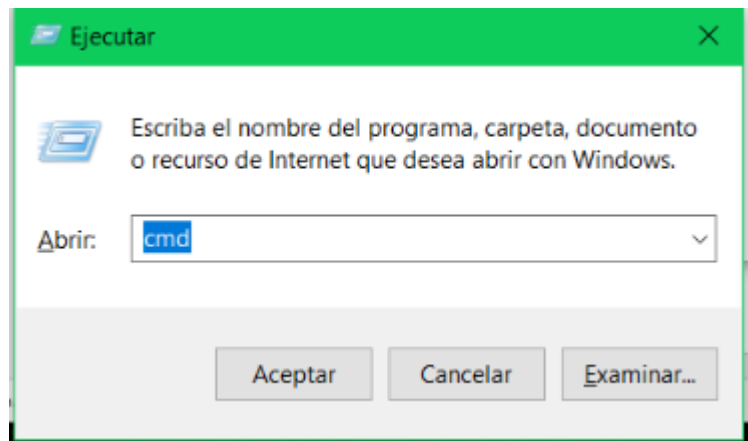 Ejecutar
Escriba el nombre del programa, carpeta, documento
o recurso de Internet que desea abrir con Windows.
Abrir: cmd
Aceptar Cancelar Examinar...